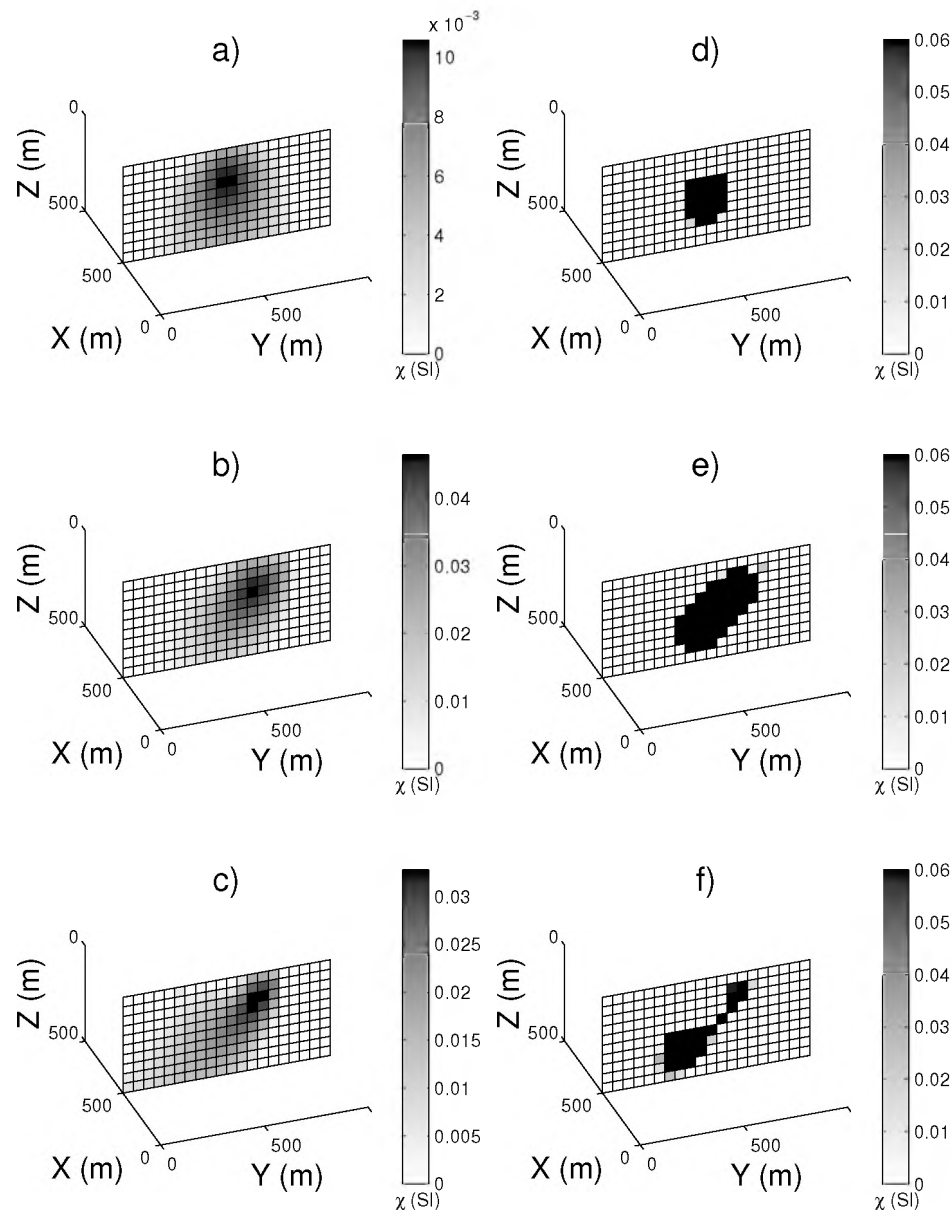 a)
x 10⁻³
10
8
6
4
2
0
χ (SI)
0
Z (m)
500
500
X (m)
0
0
500
Y (m)
d)
0.06
0.05
0.04
0.03
0.02
0.01
0
χ (SI)
0
Z (m)
500
500
X (m)
0
0
500
Y (m)
b)
0.04
0.03
0.02
0.01
0
χ (SI)
0
Z (m)
500
500
X (m)
0
0
500
Y (m)
e)
0.06
0.05
0.04
0.03
0.02
0.01
0
χ (SI)
0
Z (m)
500
500
X (m)
0
0
500
Y (m)
c)
0.03
0.025
0.02
0.015
0.01
0.005
0
χ (SI)
0
Z (m)
500
500
X (m)
0
0
500
Y (m)
f)
0.06
0.05
0.04
0.03
0.02
0.01
0
χ (SI)
0
Z (m)
500
500
X (m)
0
0
500
Y (m)